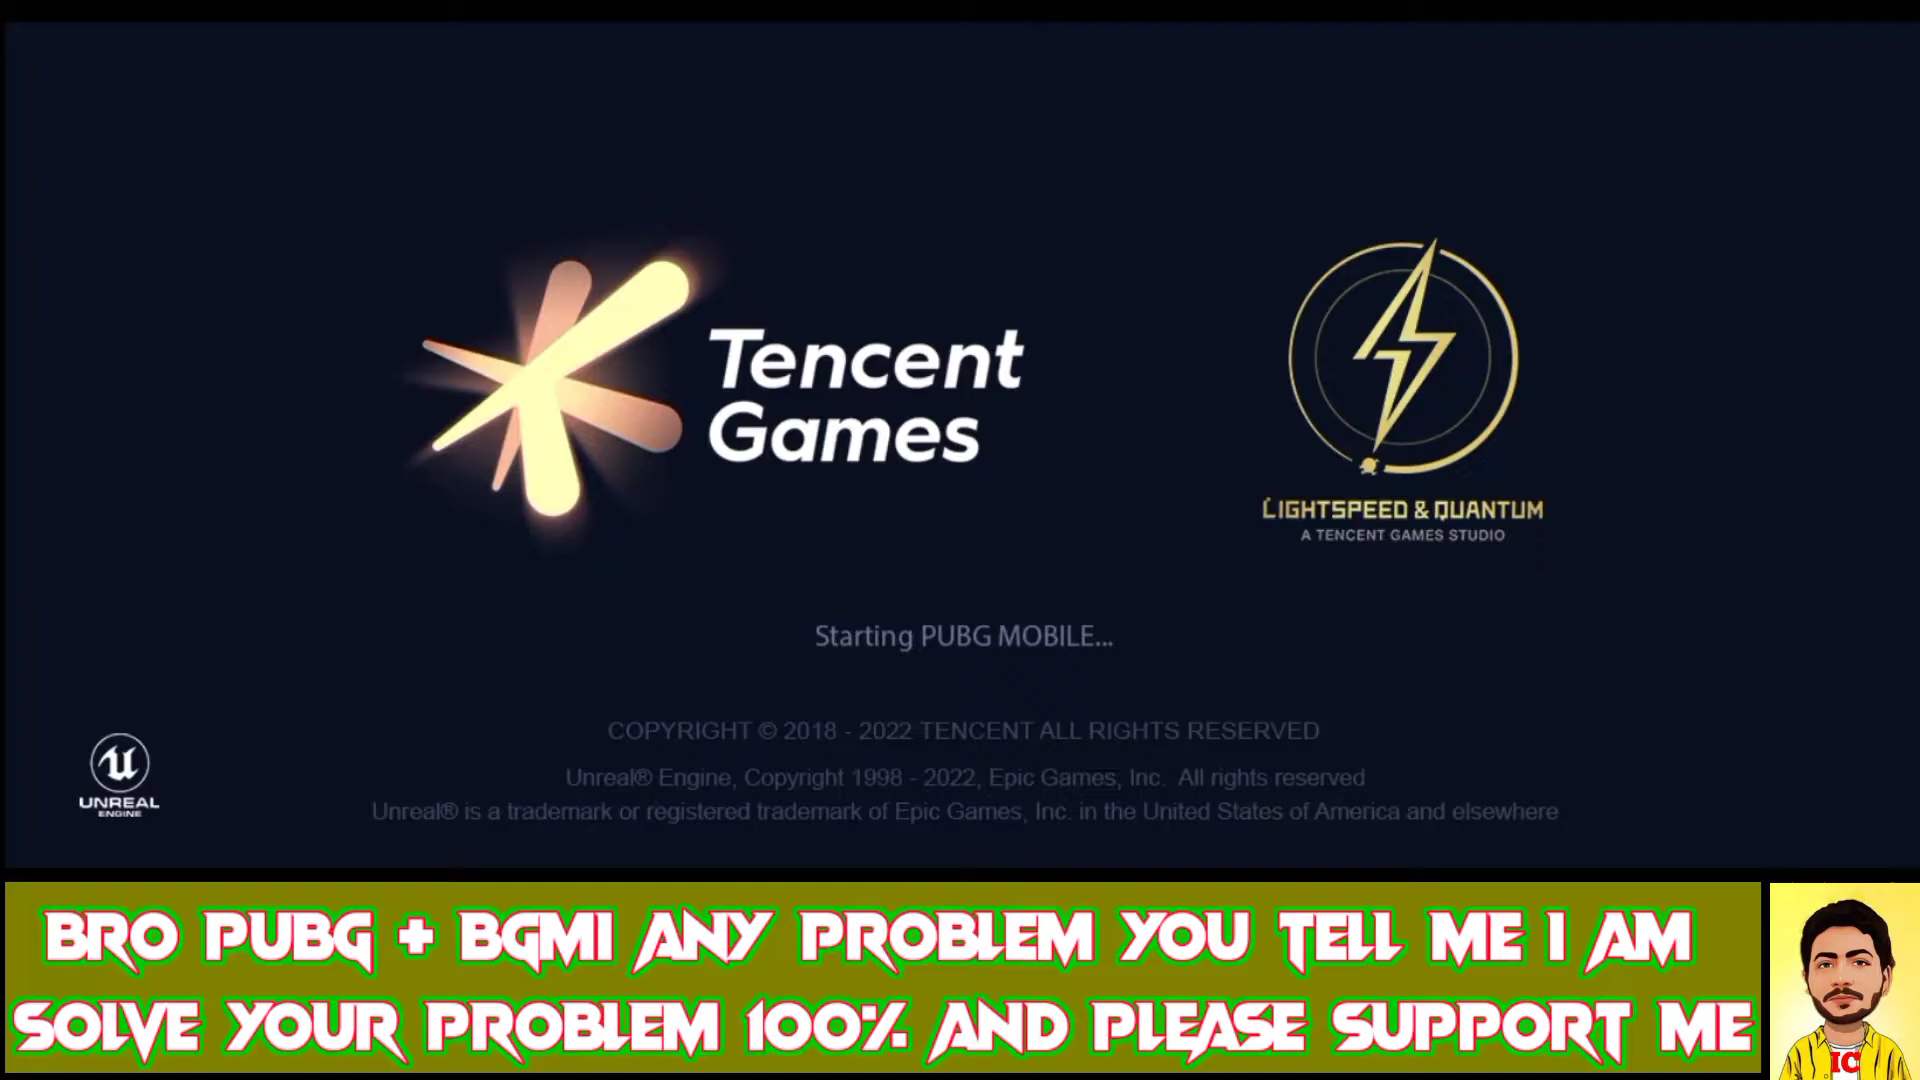 Tencent
Games
LIGHTSPEED & QUANTUM
A TENCENT GAMES STUDIO
Starting PUBG MOBILE...
COPYRIGHT © 2018 - 2022 TENCENT ALL RIGHTS RESERVED
Unreal® Engine, Copyright 1998 - 2022, Epic Games, Inc. All rights reserved
Unreal® is a trademark or registered trademark of Epic Games, Inc. in the United States of America and elsewhere
UNREAL
ENGINE
BRO PUBG + BGMI ANY PROBLEM YOU TELL ME I AM
SOLVE YOUR PROBLEM 100% AND PLEASE SUPPORT ME
IC